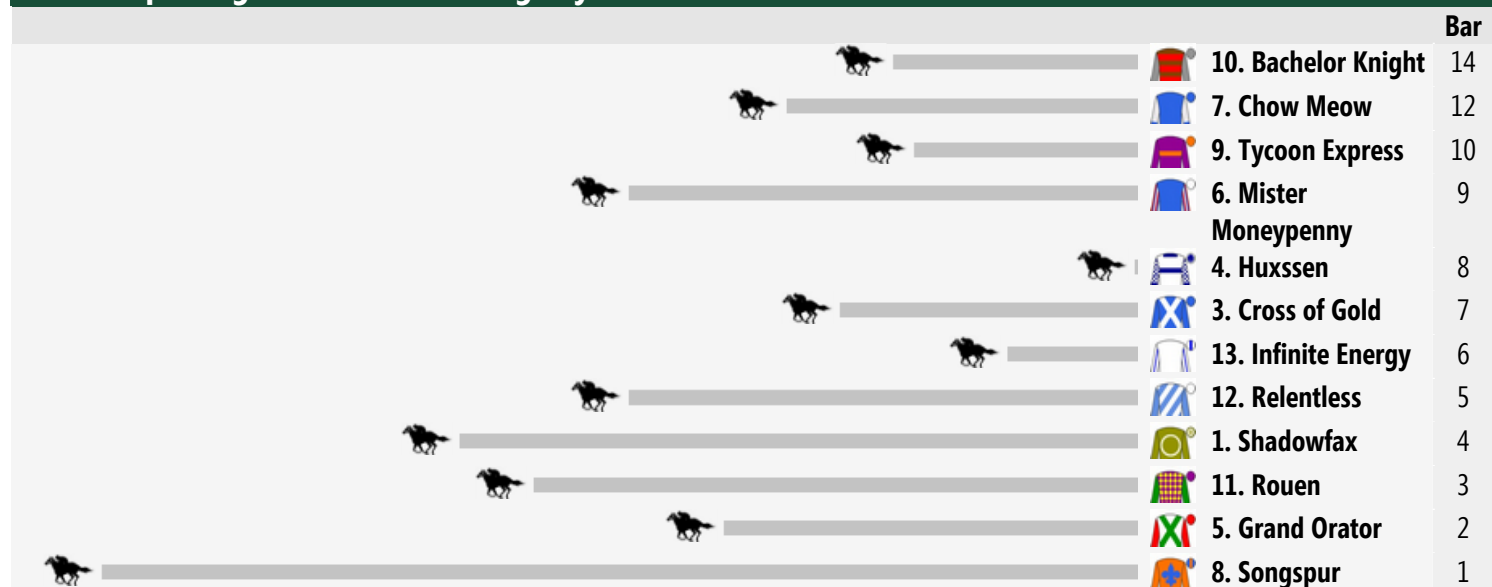 Bar
10. Bachelor Knight 14
7. Chow Meow 12
9. Tycoon Express 10
6. Mister 9
Moneypenny
4. Huxssen 8
3. Cross of Gold 7
13. Infinite Energy 6
12. Relentless 5
1. Shadowfax 4
11. Rouen 3
5. Grand Orator 2
8. Songspur 1